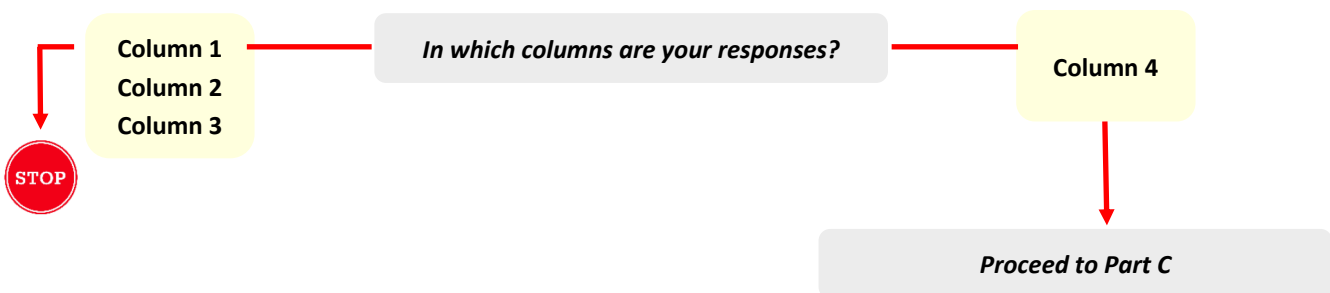 In which columns are your responses?
Column 1
Column 2
Column 3
STOP
Column 4
Proceed to Part C